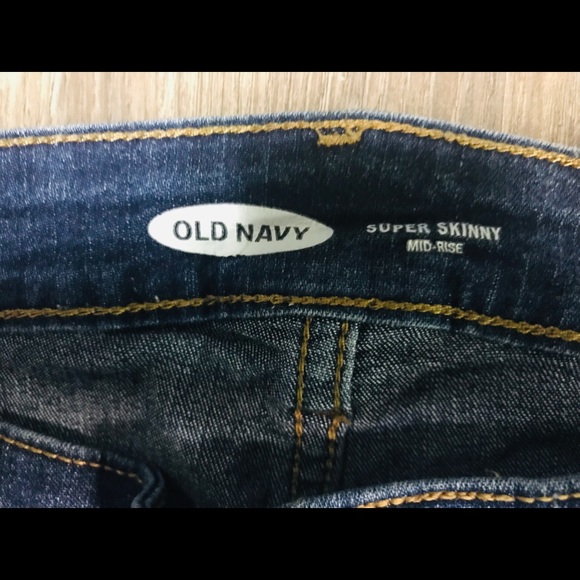 OLD NAVY
SUPER SKINNY
MID-RISE